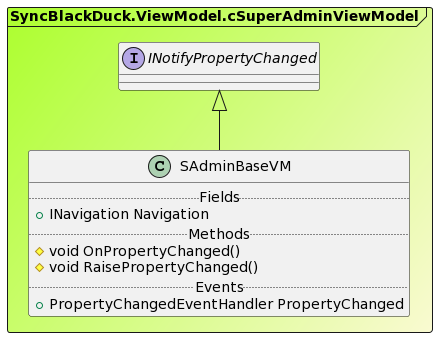 SyncBlackDuck.ViewModel.cSuperAdminViewModel
I INotifyPropertyChanged
C SAdminBaseVM
Fields
INavigation Navigation
Methods
void OnPropertyChanged()
void RaisePropertyChanged()
Events
PropertyChangedEventHandler PropertyChanged